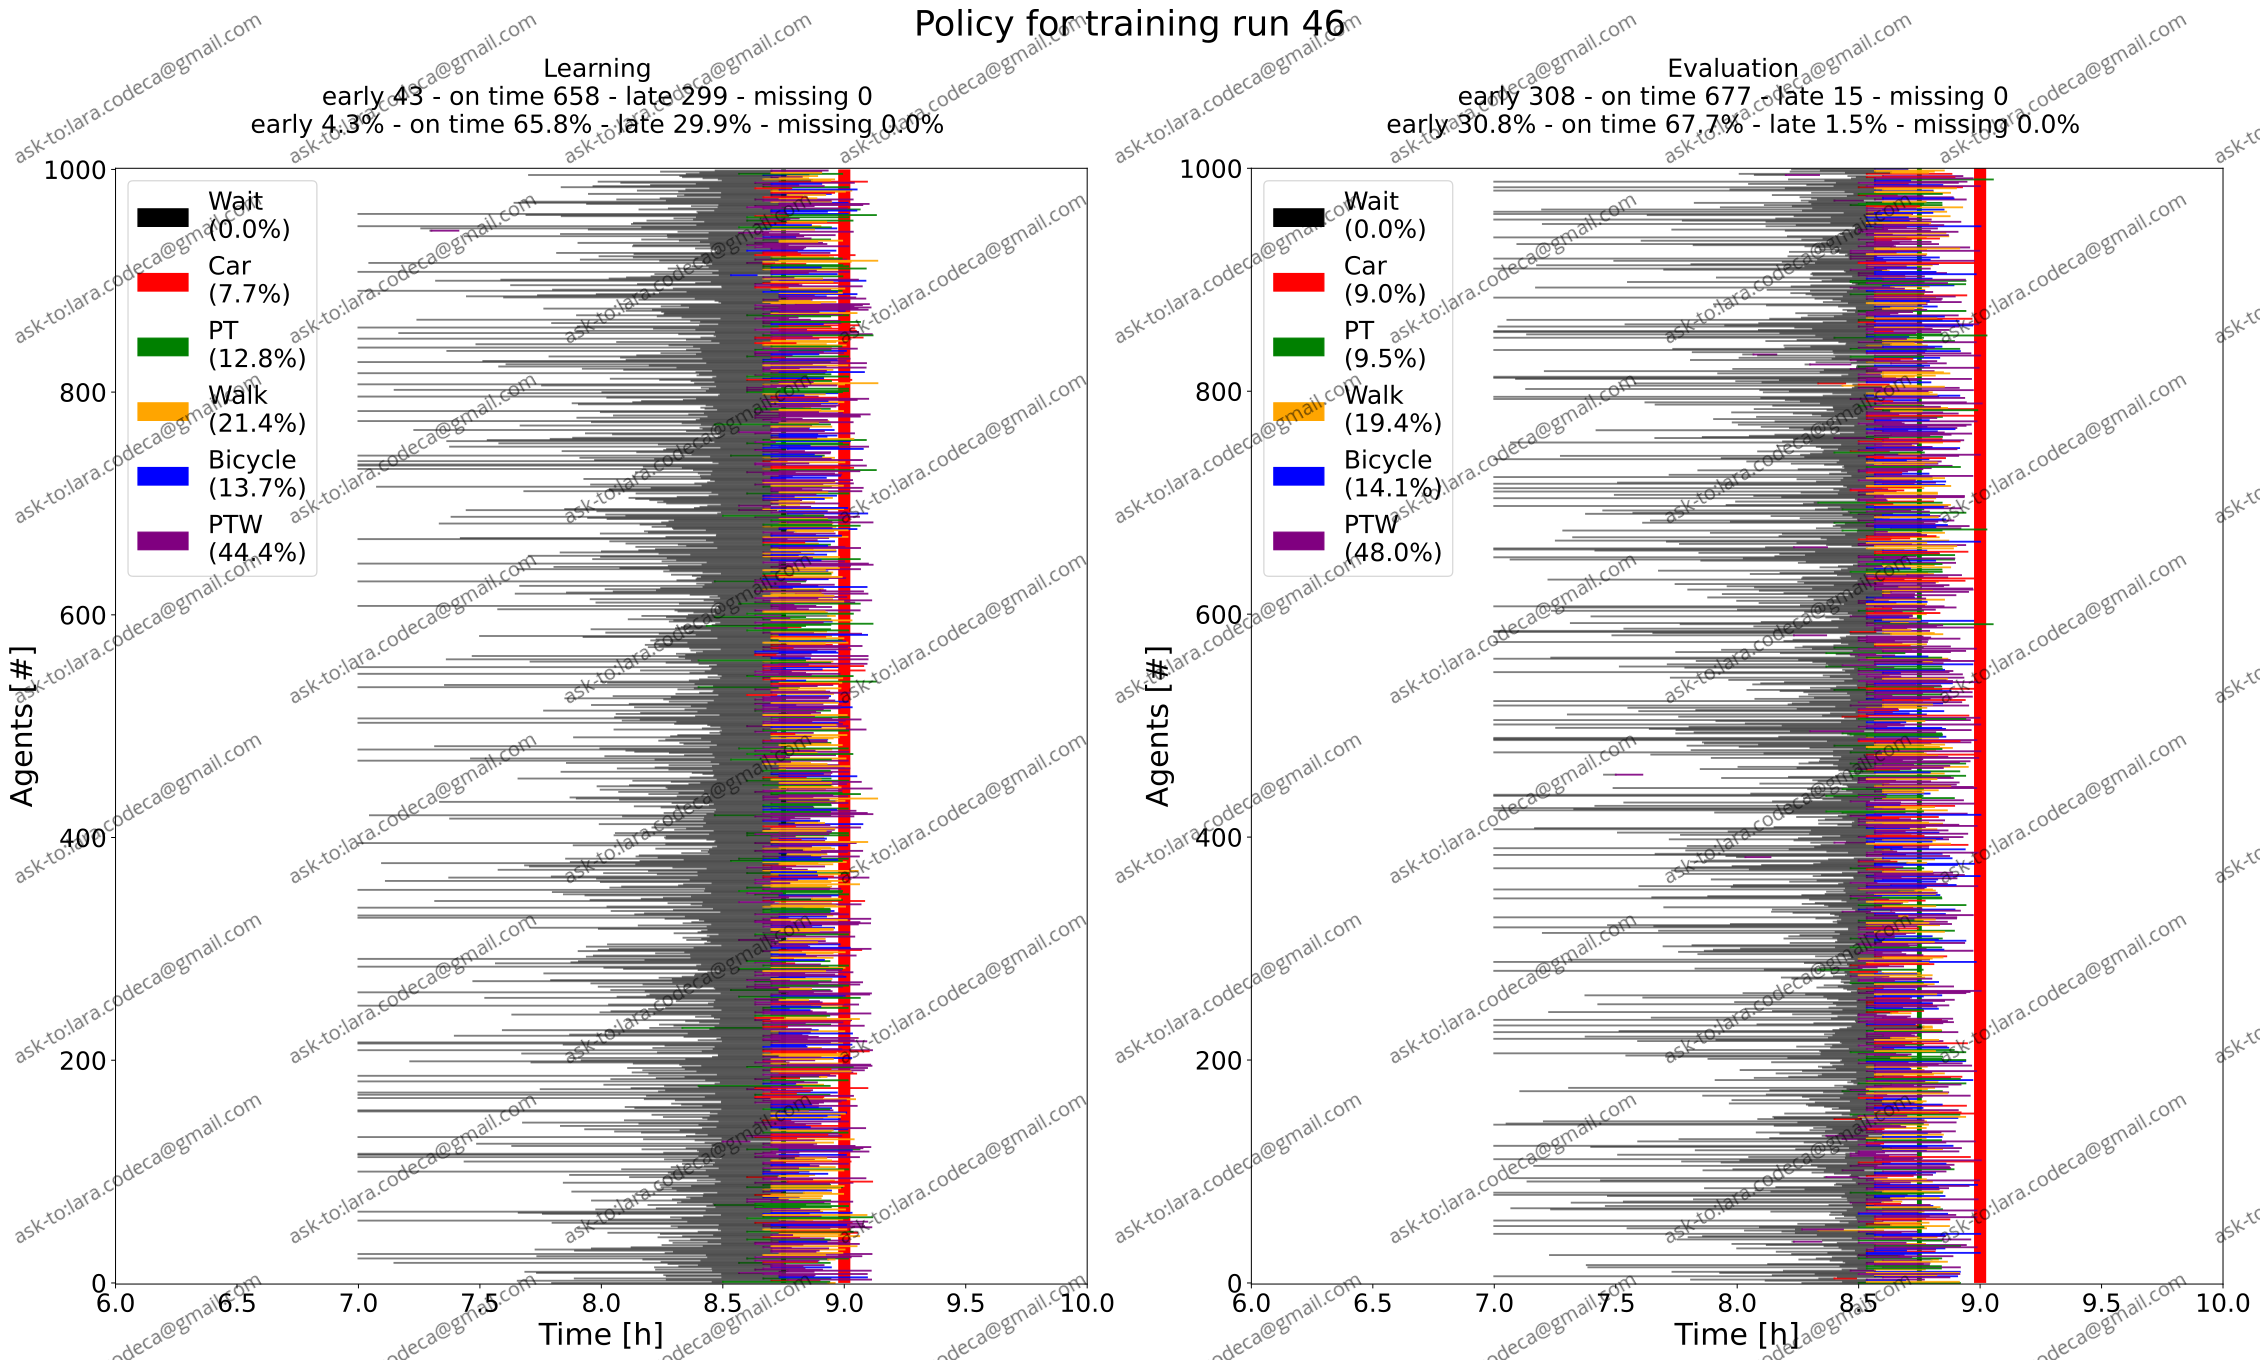 Policy for training run 46
Learning
early 43 - on time 658 - late 299 - missing 0
early 4.3% - on time 65.8% - late 29.9% - missing 0.0%
1000
800
600
400
200
0
Agents [#]
Wait
(0.0%)
Car
(7.7%)
PT
(12.8%)
Walk
(21.4%)
Bicycle
(13.7%)
PTW
(44.4%)
6.0 6.5 7.0 7.5 8.0 8.5 9.0 9.5 10.0
Time [h]
Evaluation
early 308 - on time 677 - late 15 - missing 0
early 30.8% - on time 67.7% - late 1.5% - missing 0.0%
1000
800
600
400
200
0
Agents [#]
Wait
(0.0%)
Car
(9.0%)
PT
(9.5%)
Walk
(19.4%)
Bicycle
(14.1%)
PTW
(48.0%)
6.0 6.5 7.0 7.5 8.0 8.5 9.0 9.5 10.0
Time [h]
ask-to:lara.codeca@gmail.com